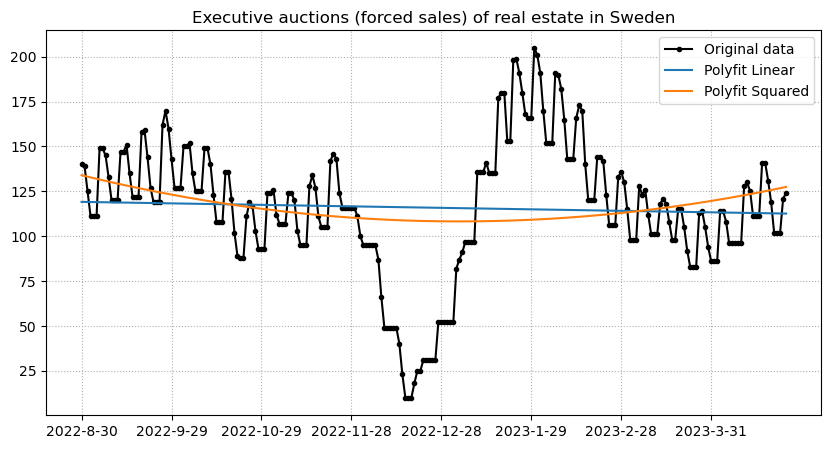 Executive auctions (forced sales) of real estate in Sweden
Original data
Polyfit Linear
Polyfit Squared
200
175
150
125
100
75
50
25
2022-8-30 2022-9-29 2022-10-29 2022-11-28 2022-12-28 2023-1-29 2023-2-28 2023-3-31